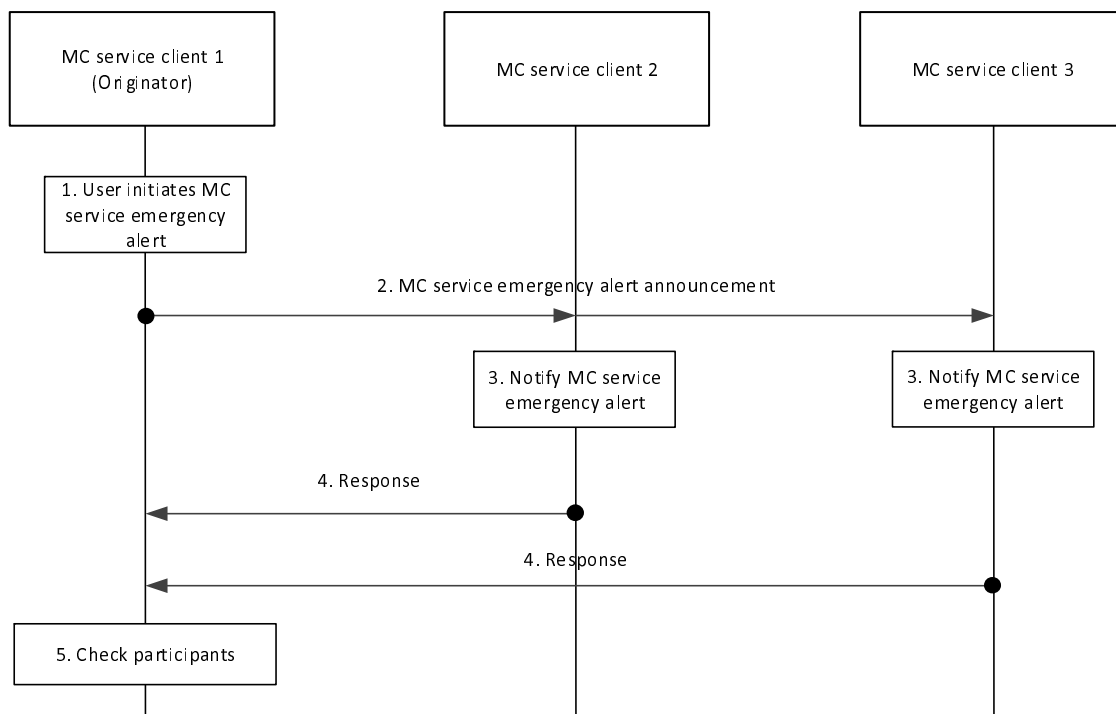 MC service client 1
(Originator)
MC service client 2
MC service client 3
1. User initiates MC
service emergency
alert
2. MC service emergency alert announcement
3. Notify MC service
emergency alert
3. Notify MC service
emergency alert
4. Response
4. Response
5. Check participants